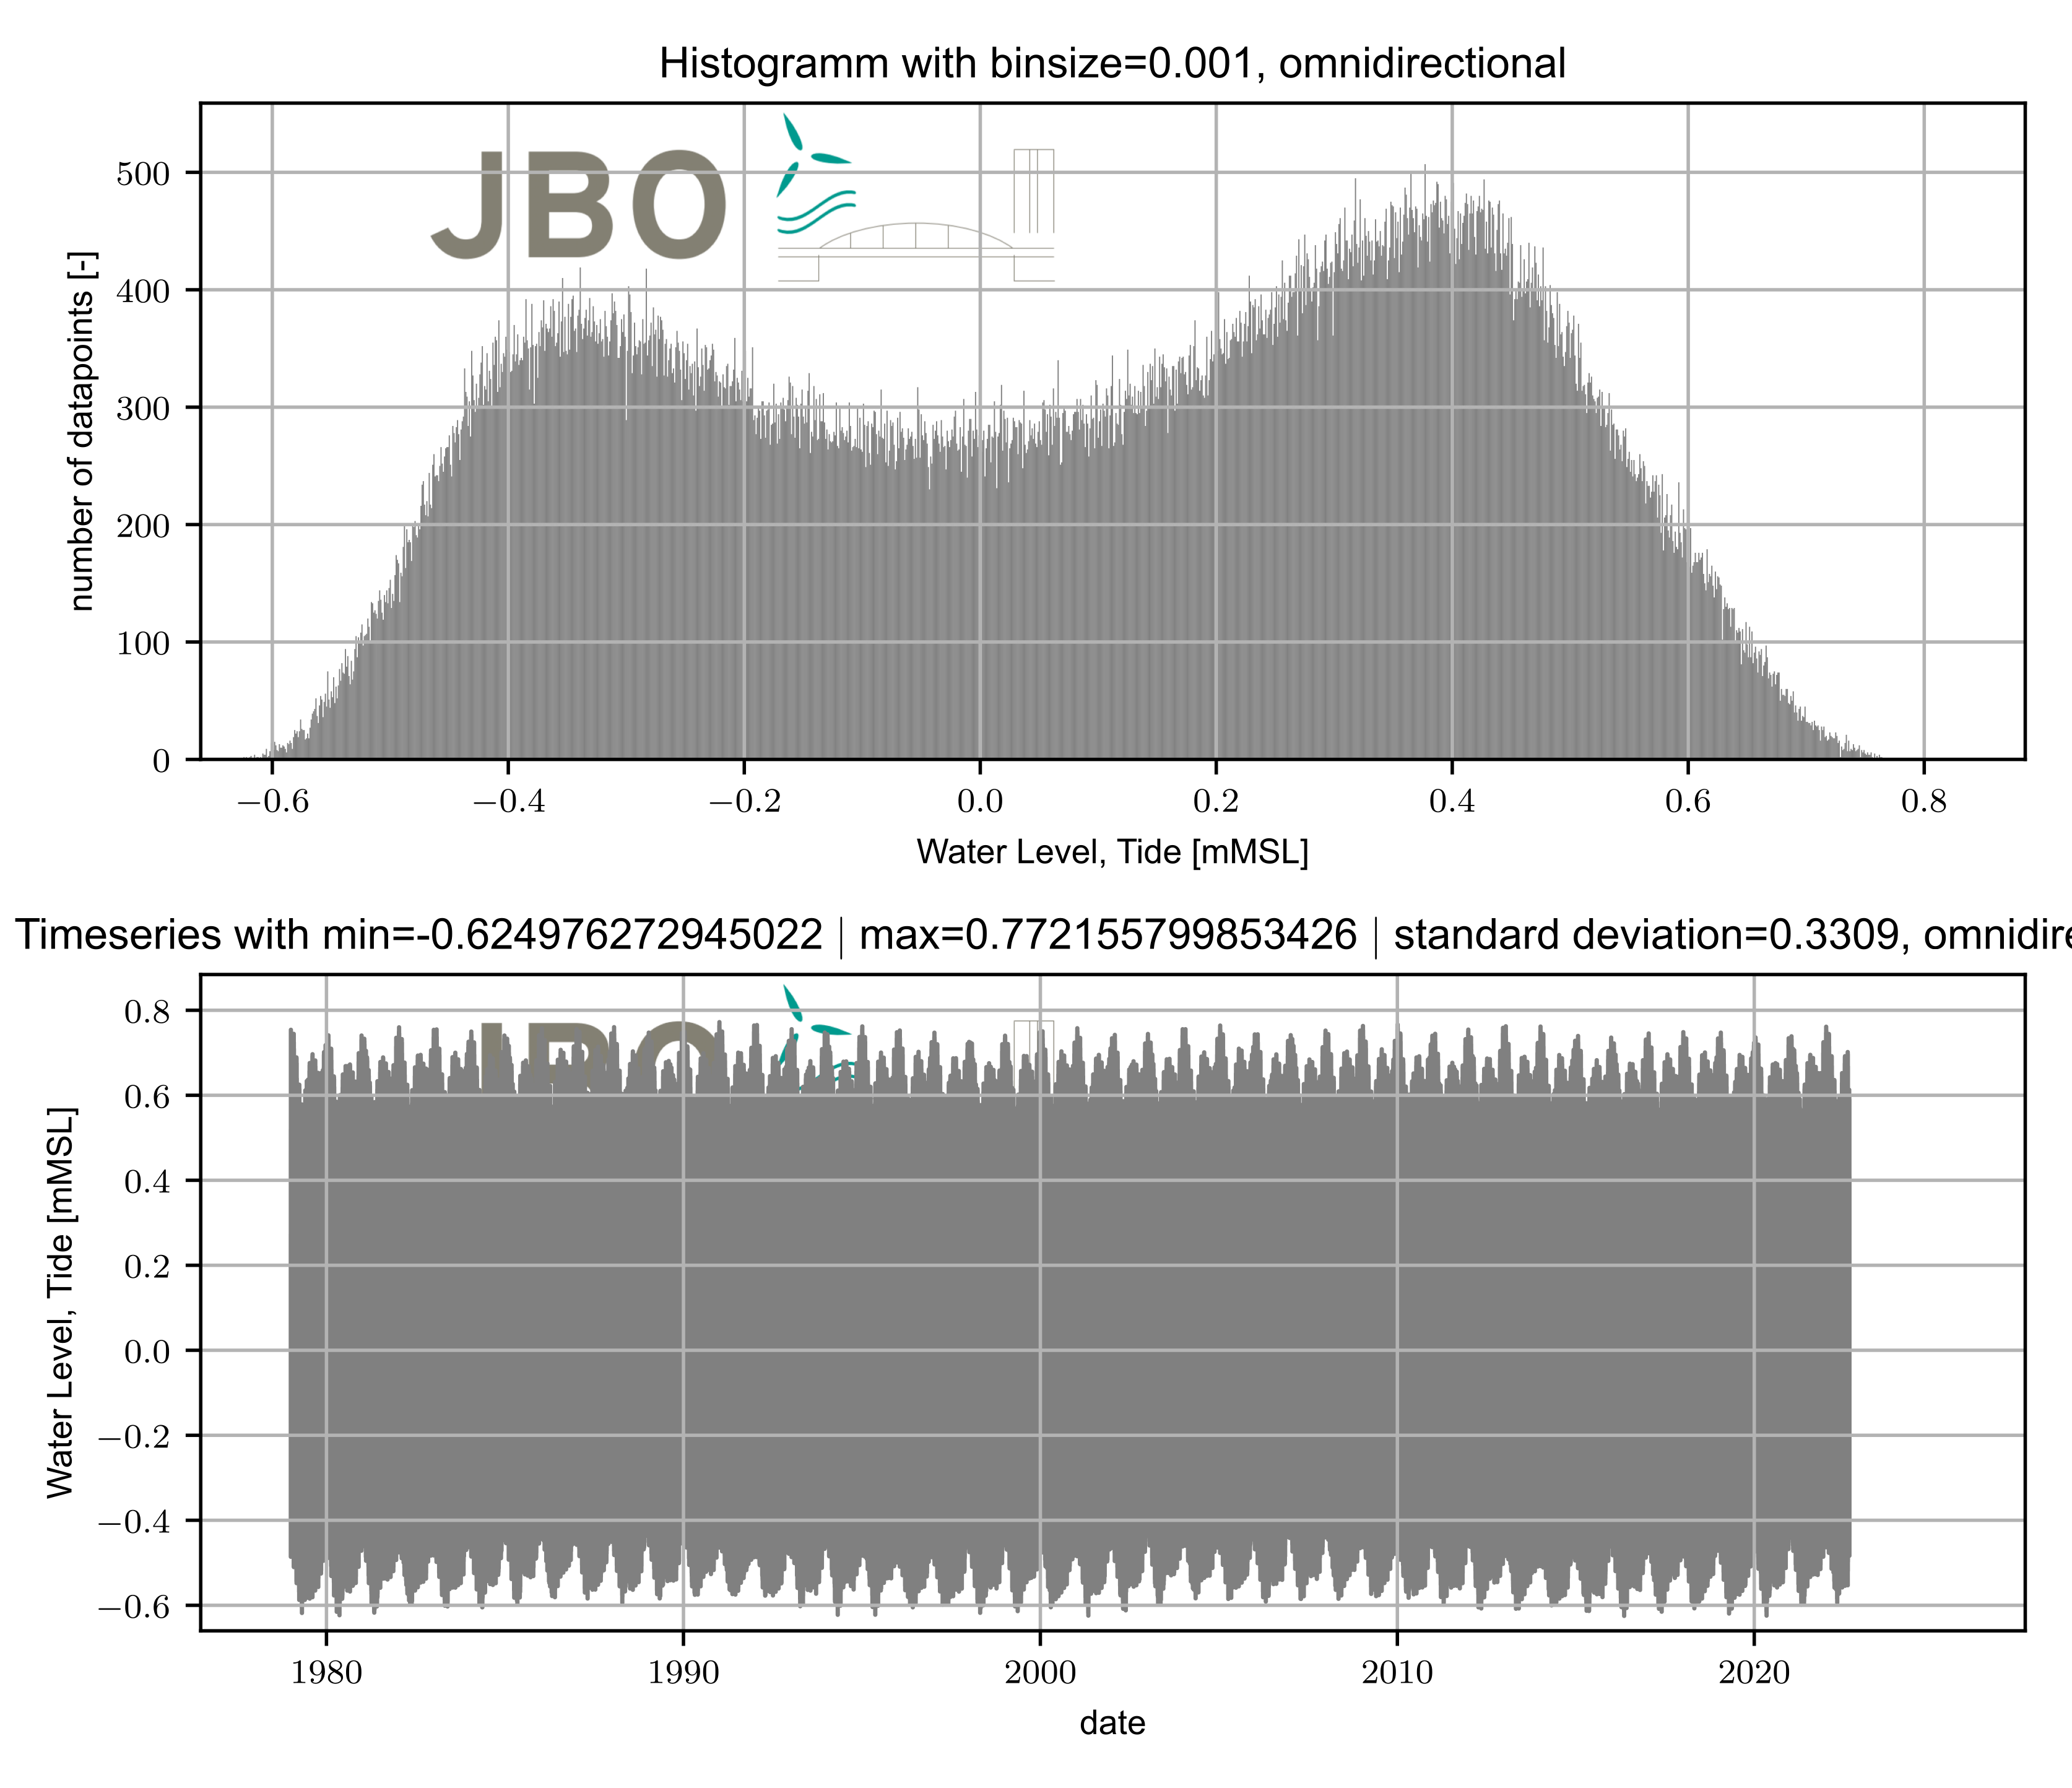 Histogramm with binsize=0.001, omnidirectional
JBO
500
400
300
200
100
0
number of datapoints [-]
−0.6 −0.4 −0.2 0.0 0.2 0.4 0.6 0.8
Water Level, Tide [mMSL]
Timeseries with min=-0.624976272945022 | max=0.772155799853426 | standard deviation=0.3309, omnidire
JBO
0.8
0.6
0.4
0.2
0.0
−0.2
−0.4
−0.6
Water Level, Tide [mMSL]
1980 1990 2000 2010 2020
date